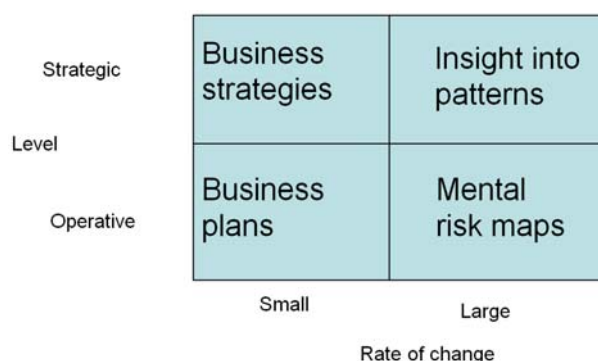 Strategic
Business
strategies
Insight into
patterns
Level
Operative
Business
plans
Mental
risk maps
Small
Large
Rate of change